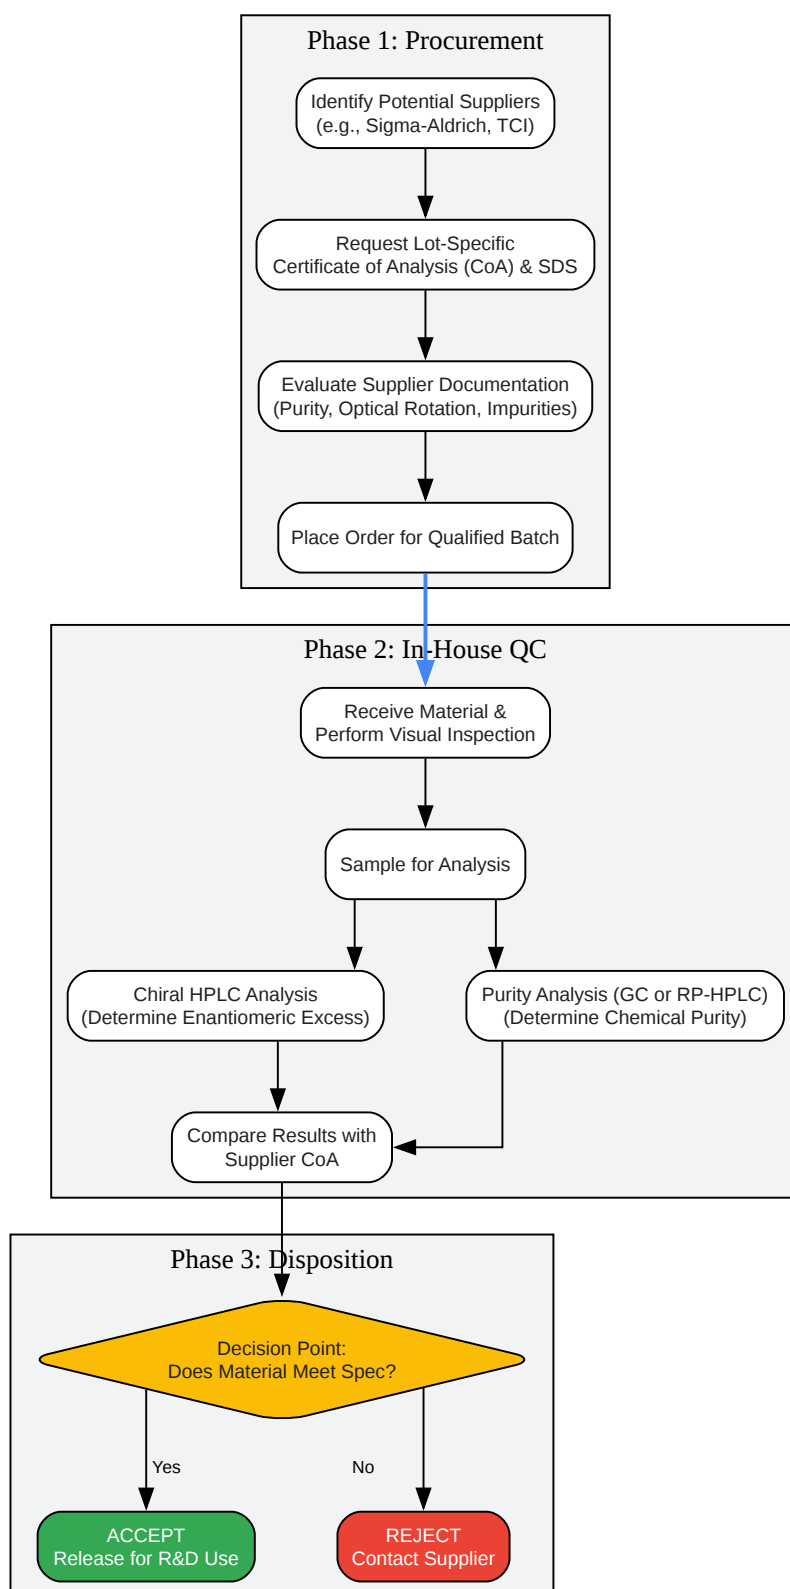 Phase 1: Procurement
Identify Potential Suppliers
(e.g., Sigma-Aldrich, TCI)
Request Lot-Specific
Certificate of Analysis (CoA) & SDS
Evaluate Supplier Documentation
(Purity, Optical Rotation, Impurities)
Place Order for Qualified Batch
Phase 2: In-House QC
Receive Material &
Perform Visual Inspection
Sample for Analysis
Chiral HPLC Analysis
(Determine Enantiomeric Excess)
Purity Analysis (GC or RP-HPLC)
(Determine Chemical Purity)
Compare Results with
Supplier CoA
Phase 3: Disposition
Decision Point:
Does Material Meet Spec?
Yes
No
ACCEPT
Release for R&D Use
REJECT
Contact Supplier